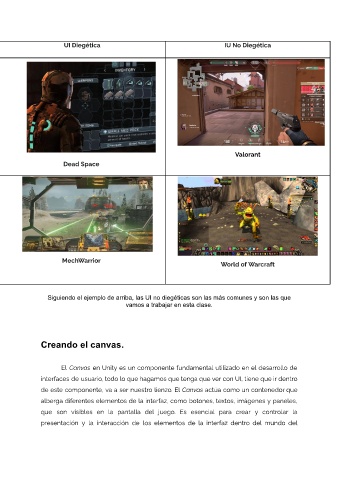 UI Diegética
IU No Diegética
INVENTORY
Dead Space
Valorant
MechWarrior
World of Warcraft
Siguiendo el ejemplo de arriba, las UI no diegéticas son las más comunes y son las que
vamos a trabajar en esta clase.
Creando el canvas.
El Canvas en Unity es un componente fundamental utilizado en el desarrollo de
interfaces de usuario, todo lo que hagamos que tenga que ver con UI, tiene que ir dentro
de este componente, va a ser nuestro lienzo. El Canvas actúa como un contenedor que
alberga diferentes elementos de la interfaz, como botones, textos, imágenes y paneles,
que son visibles en la pantalla del juego. Es esencial para crear y controlar la
presentación y la interacción de los elementos de la interfaz dentro del mundo del